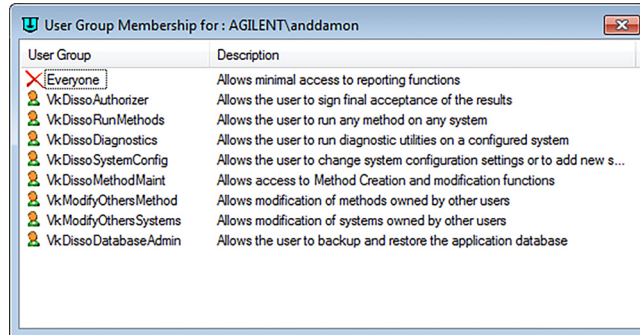 User Group Membership for : AGILENT\anddamon
User Group Description
Everyone Allows minimal access to reporting functions
VkDissoAuthorizer Allows the user to sign final acceptance of the results
VkDissoRunMethods Allows the user to run any method on any system
VkDissoDiagnostics Allows the user to run diagnostic utilities on a configured system
VkDissoSystemConfig Allows the user to change system configuration settings or to add new s...
VkDissoMethodMaint Allows access to Method Creation and modification functions
VkModifyOthersMethod Allows modification of methods owned by other users
VkModifyOthersSystems Allows modification of systems owned by other users
VkDissoDatabaseAdmin Allows the user to backup and restore the application database